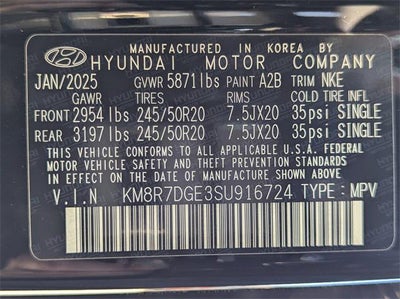 MANUFACTURED IN KOREA BY
HYUNDAI MOTOR COMPANY
JAN/2025 GVWR 5871lbs PAINT A2B TRIM NKE
GAWR TIRES RIMS COLD TIRE INFL
FRONT 2954 lbs 245/50R20 7.5JX20 35psi SINGLE
REAR 3197 lbs 245/50R20 7.5JX20 35psi SINGLE
THIS VEHICLE CONFORMS TO ALL APPLICABLE U.S.A. FEDERAL
MOTOR VEHICLE SAFETY, BUMPER, AND THEFT PREVENTION
STANDARDS IN EFFECT ON THE DATE OF MANUFACTURE SHOWN ABOVE.
V.I.N KM8R7DGE3SU916724 TYPE: MPV